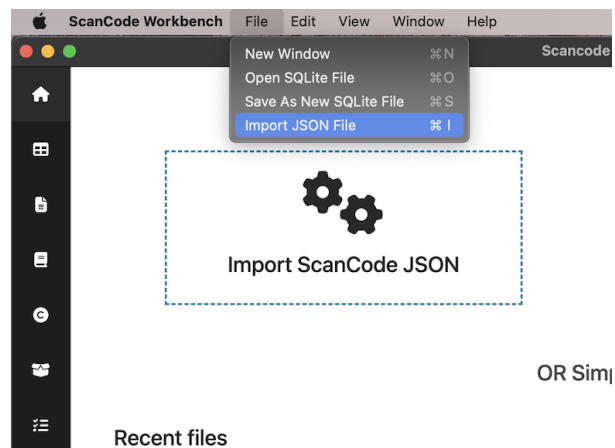 ScanCode Workbench File Edit View Window Help
Scancode
New Window ⌘ N
Open SQLite File ⌘ O
Save As New SQLite File ⌘ S
Import JSON File ⌘ I
Import ScanCode JSON
OR Simp
Recent files